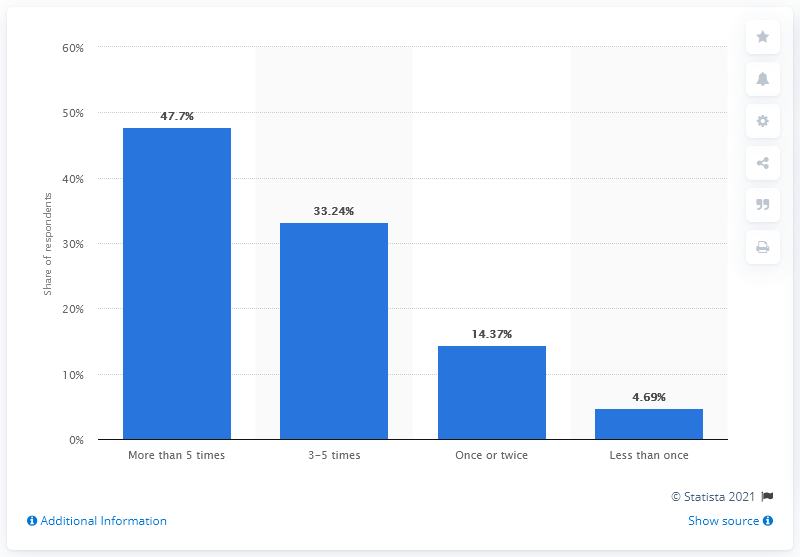 60%
50%
40%
30%
20%
10%
0%
Share of respondents
47.7%
33.24%
14.37%
4.69%
More than 5 times
3-5 times
Once or twice
Less than once
© Statista 2021
Additional Information
Show source